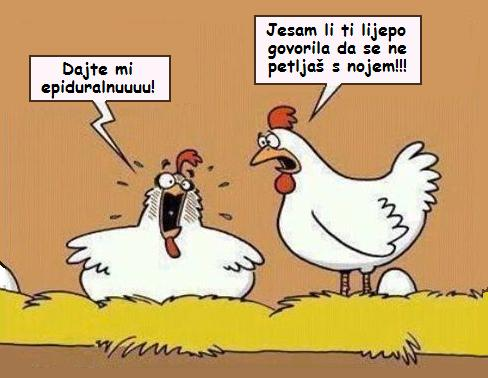 Dajte mi
epiduralnuuuu!
Jesam li ti lijepo
govorila da se ne
petljaš s nojem!!!